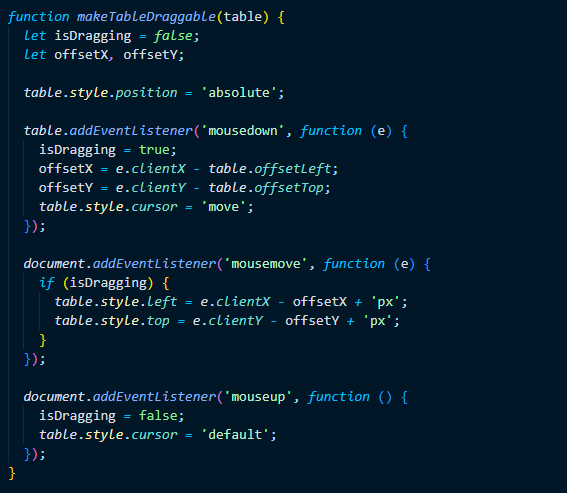 function makeTableDraggable(table) {
  let isDragging = false;
  let offsetX, offsetY;

  table.style.position = 'absolute';

  table.addEventListener('mousedown', function (e) {
    isDragging = true;
    offsetX = e.clientX - table.offsetLeft;
    offsetY = e.clientY - table.offsetTop;
    table.style.cursor = 'move';
  });

  document.addEventListener('mousemove', function (e) {
    if (isDragging) {
      table.style.left = e.clientX - offsetX + 'px';
      table.style.top = e.clientY - offsetY + 'px';
    }
  });

  document.addEventListener('mouseup', function () {
    isDragging = false;
    table.style.cursor = 'default';
  });
}